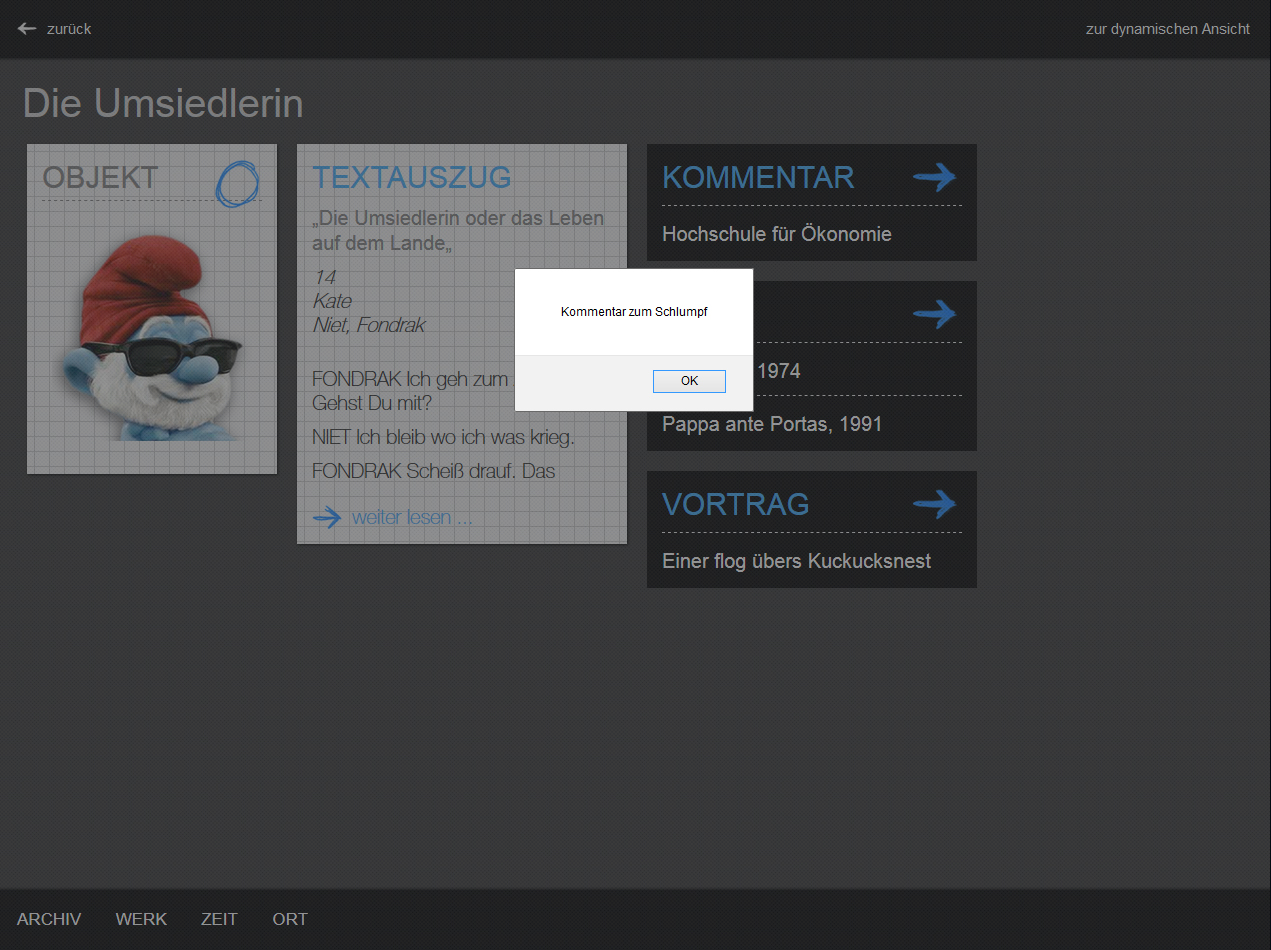 zurück
zur dynamischen Ansicht
Die Umsiedlerin
OBJEKT
TEXTAUSZUG
„Die Umsiedlerin oder das Leben
auf dem Lande„
14
Kate
Niet, Fondrak
FONDRAK Ich geh zum
Gehst Du mit?
NIET Ich bleib wo ich was krieg.
FONDRAK Scheiß drauf. Das
weiter lesen ...
Kommentar zum Schlumpf
OK
KOMMENTAR
Hochschule für Ökonomie
1974
Pappa ante Portas, 1991
VORTRAG
Einer flog übers Kuckucksnest
ARCHIV
WERK
ZEIT
ORT